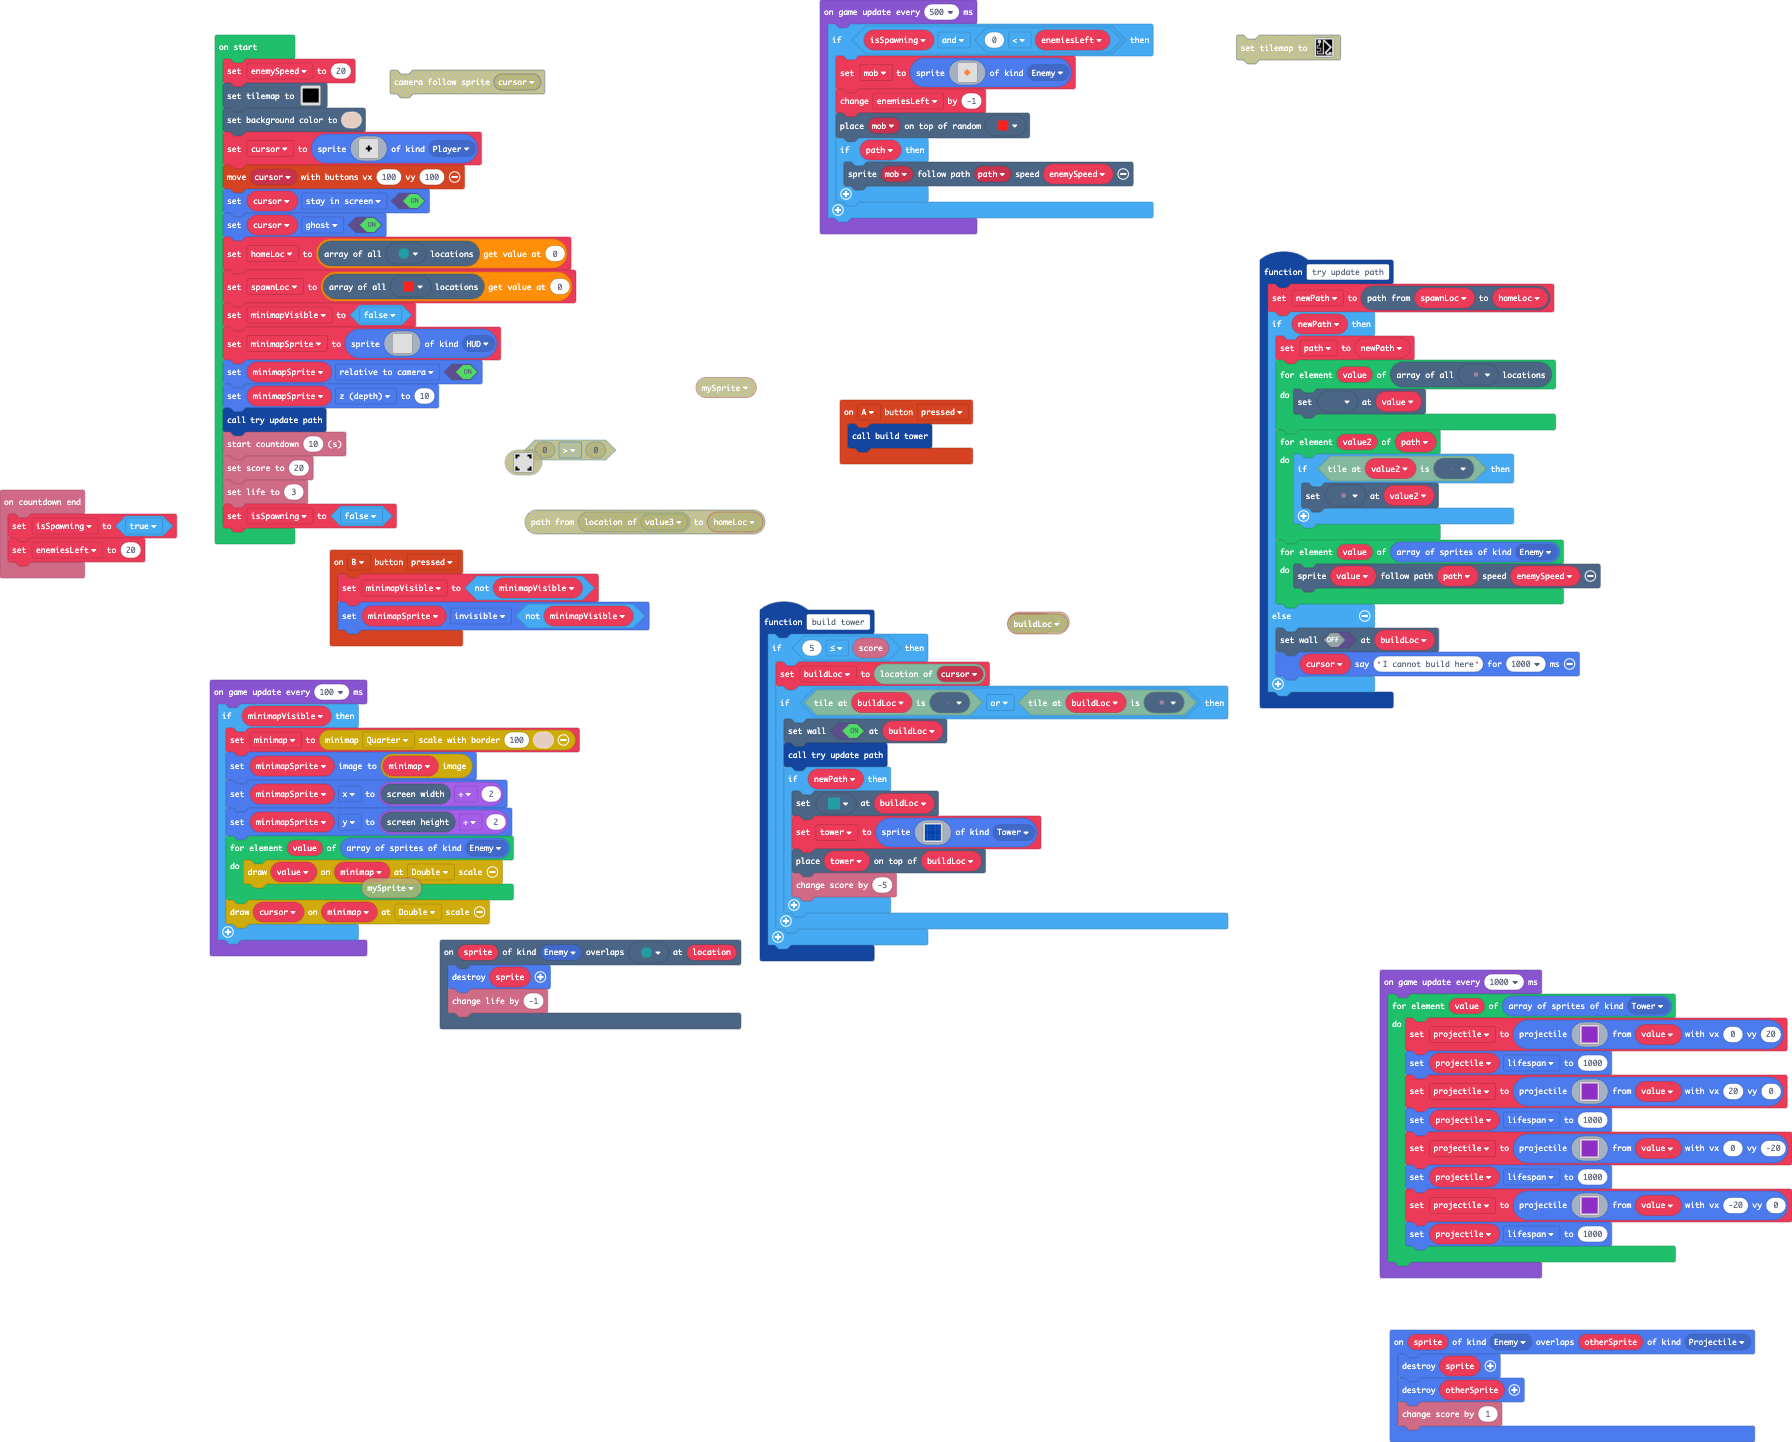 on start
set enemySpeed to 20
set tilemap to
set background color to
set cursor to sprite of kind Player
move cursor with buttons vx 100 vy 100
set cursor stay in screen ON
set cursor ghost ON
set homeLoc to array of all locations get value at 0
set spawnLoc to array of all locations get value at 0
set minimapVisible to false
set minimapSprite to sprite of kind HUD
set minimapSprite relative to camera ON
set minimapSprite z (depth) to 10
call try update path
start countdown 10 (s)
set score to 20
set life to 3
set isSpawning to false
camera follow sprite cursor
on countdown end
set isSpawning to true
set enemiesLeft to 20
on game update every 500 ms
if isSpawning and 0 < enemiesLeft then
set mob to sprite of kind Enemy
change enemiesLeft by -1
place mob on top of random
if path then
sprite mob follow path path speed enemySpeed
set tilemap to
mySprite
0 > 0
path from location of value3 to homeLoc
on A button pressed
call build tower
on B button pressed
set minimapVisible to not minimapVisible
set minimapSprite invisible not minimapVisible
function try update path
set newPath to path from spawnLoc to homeLoc
if newPath then
set path to newPath
for element value of array of all locations
do set at value
for element value2 of path
do if tile at value2 is then
set at value2
for element value of array of sprites of kind Enemy
do sprite value follow path path speed enemySpeed
else
set wall OFF at buildLoc
cursor say "I cannot build here" for 1000 ms
buildLoc
function build tower
if 5 ≤ score then
set buildLoc to location of cursor
if tile at buildLoc is or tile at buildLoc is then
set wall ON at buildLoc
call try update path
if newPath then
set at buildLoc
set tower to sprite of kind Tower
place tower on top of buildLoc
change score by -5
on game update every 100 ms
if minimapVisible then
set minimap to minimap Quarter scale with border 100
set minimapSprite image to minimap image
set minimapSprite x to screen width ÷ 2
set minimapSprite y to screen height ÷ 2
for element value of array of sprites of kind Enemy
do draw value on minimap at Double scale
mySprite
draw cursor on minimap at Double scale
on sprite of kind Enemy overlaps at location
destroy sprite
change life by -1
on game update every 1000 ms
for element value of array of sprites of kind Tower
do set projectile to projectile from value with vx 0 vy 20
set projectile lifespan to 1000
set projectile to projectile from value with vx 20 vy 0
set projectile lifespan to 1000
set projectile to projectile from value with vx 0 vy -20
set projectile lifespan to 1000
set projectile to projectile from value with vx -20 vy 0
set projectile lifespan to 1000
on sprite of kind Enemy overlaps otherSprite of kind Projectile
destroy sprite
destroy otherSprite
change score by 1